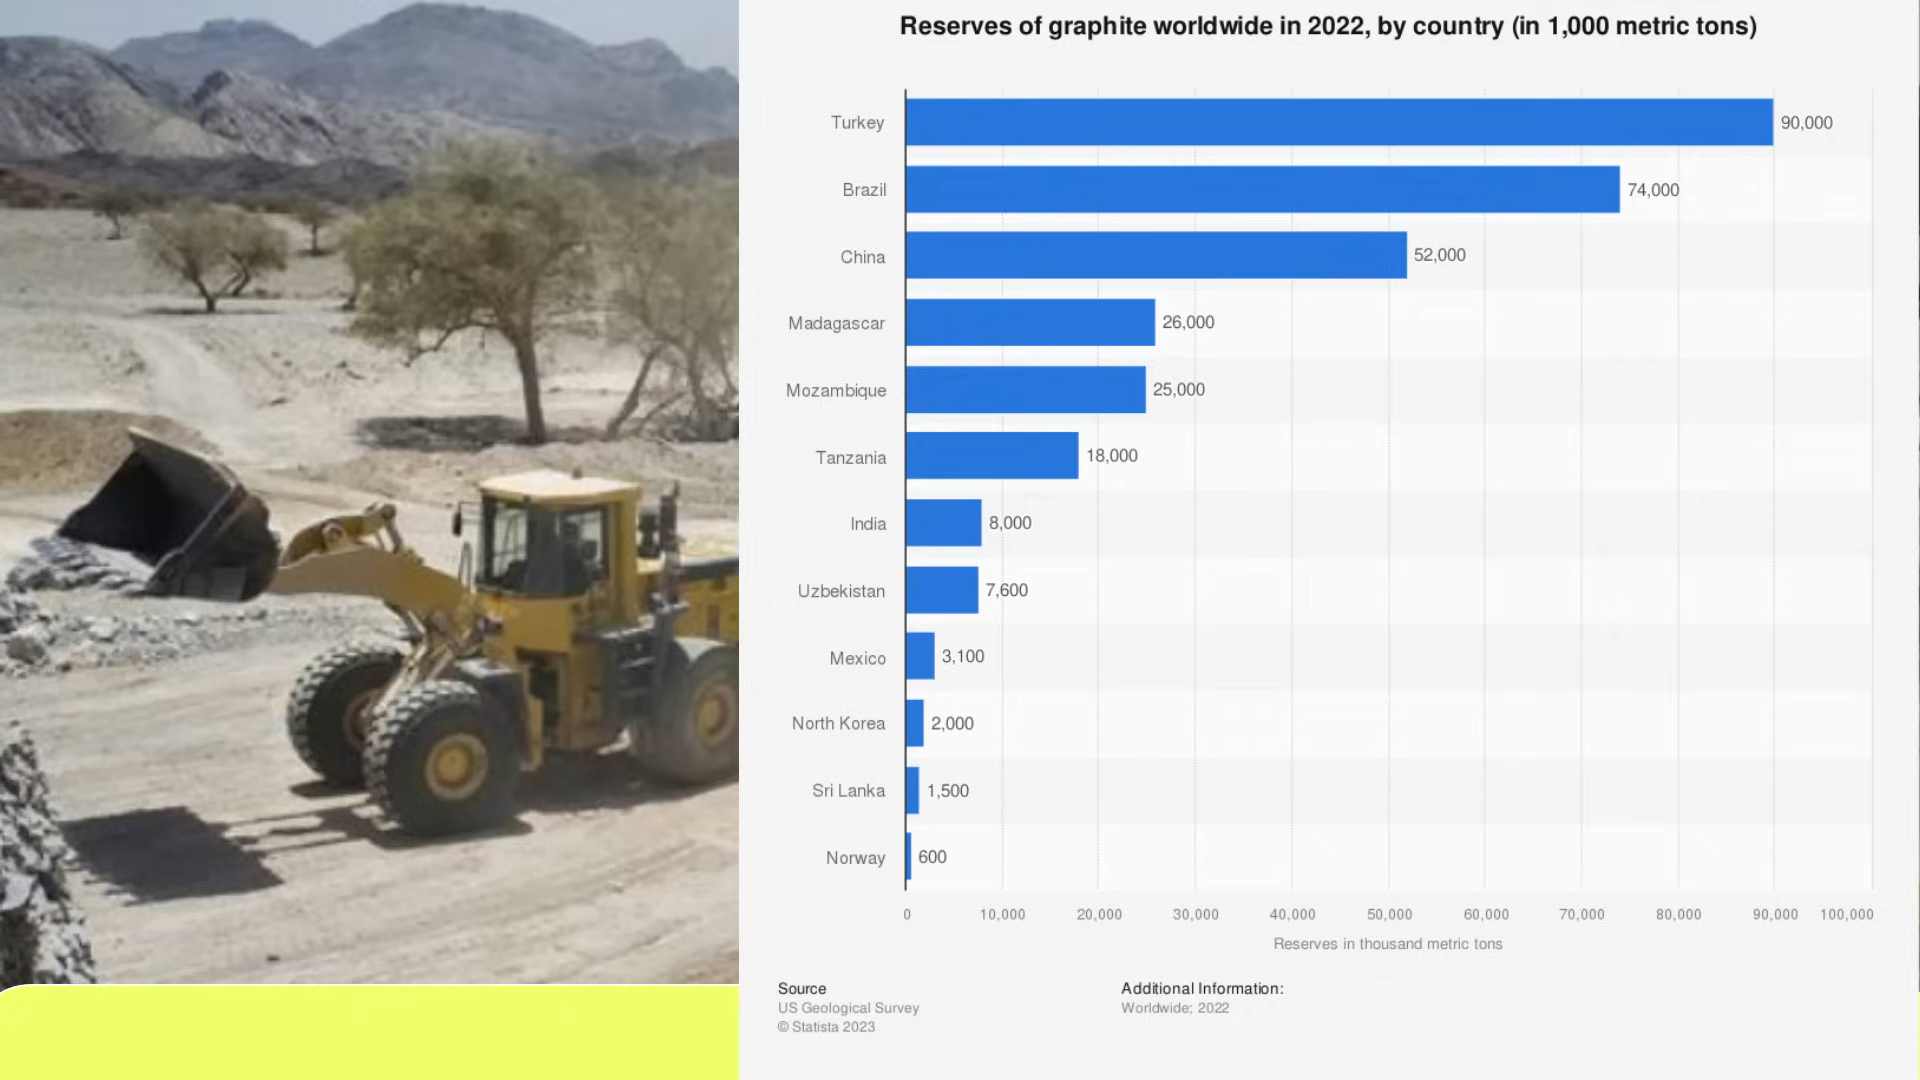 Reserves of graphite worldwide in 2022, by country (in 1,000 metric tons)
Turkey 90,000
Brazil 74,000
China 52,000
Madagascar 26,000
Mozambique 25,000
Tanzania 18,000
India 8,000
Uzbekistan 7,600
Mexico 3,100
North Korea 2,000
Sri Lanka 1,500
Norway 600
0 10,000 20,000 30,000 40,000 50,000 60,000 70,000 80,000 90,000 100,000
Reserves in thousand metric tons
Source
US Geological Survey
© Statista 2023
Additional Information:
Worldwide; 2022